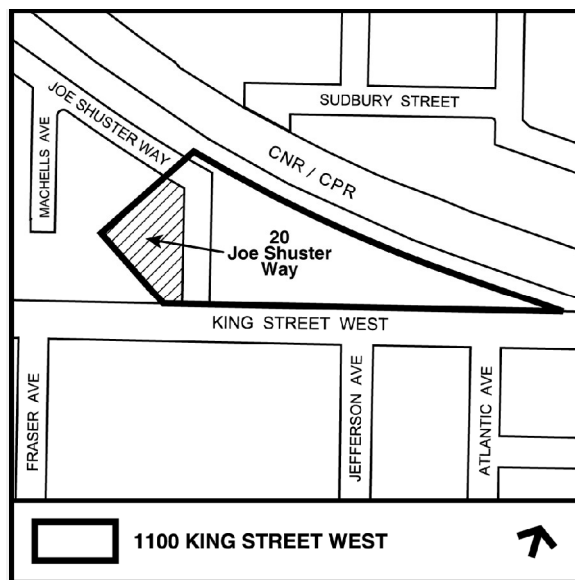 SUDBURY STREET
JOE SHUSTER WAY
CNR / CPR
MACHELLS AVE
20
Joe Shuster
Way
KING STREET WEST
FRASER AVE
JEFFERSON AVE
ATLANTIC AVE
1100 KING STREET WEST